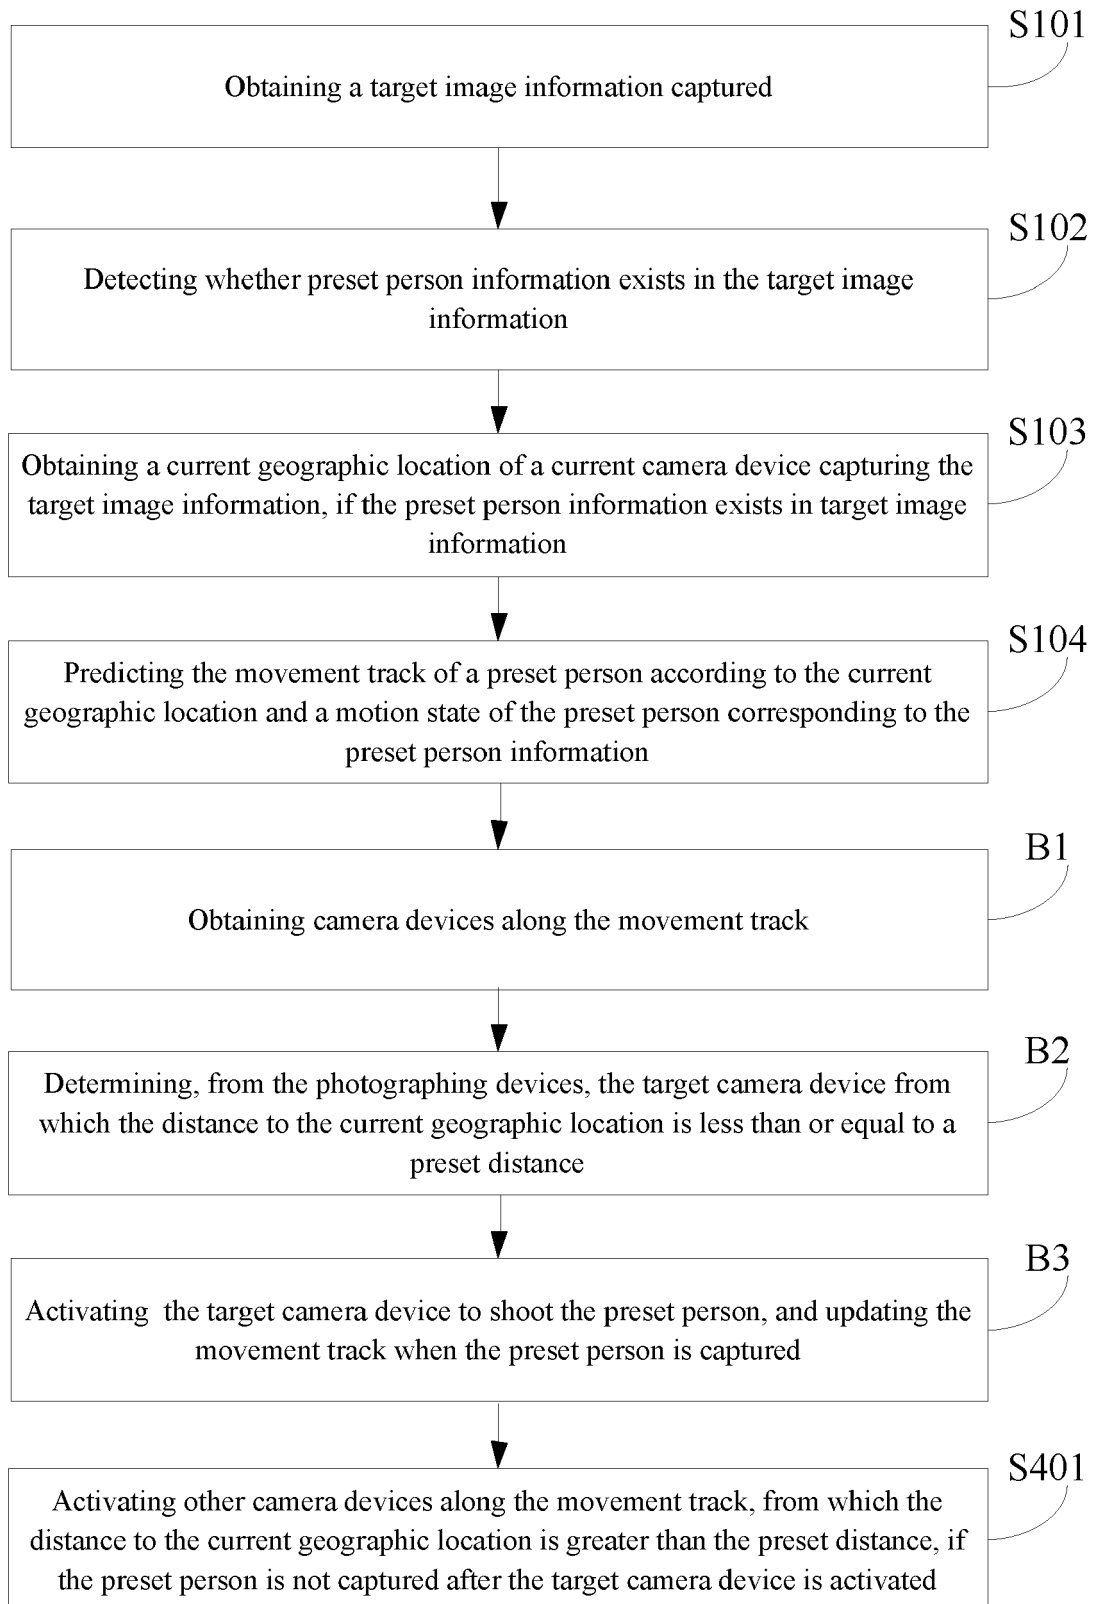 S101
Obtaining a target image information captured
S102
Detecting whether preset person information exists in the target image
information
S103
Obtaining a current geographic location of a current camera device capturing the
target image information, if the preset person information exists in target image
information
S104
Predicting the movement track of a preset person according to the current
geographic location and a motion state of the preset person corresponding to the
preset person information
B1
Obtaining camera devices along the movement track
B2
Determining, from the photographing devices, the target camera device from
which the distance to the current geographic location is less than or equal to a
preset distance
B3
Activating the target camera device to shoot the preset person, and updating the
movement track when the preset person is captured
S401
Activating other camera devices along the movement track, from which the
distance to the current geographic location is greater than the preset distance, if
the preset person is not captured after the target camera device is activated